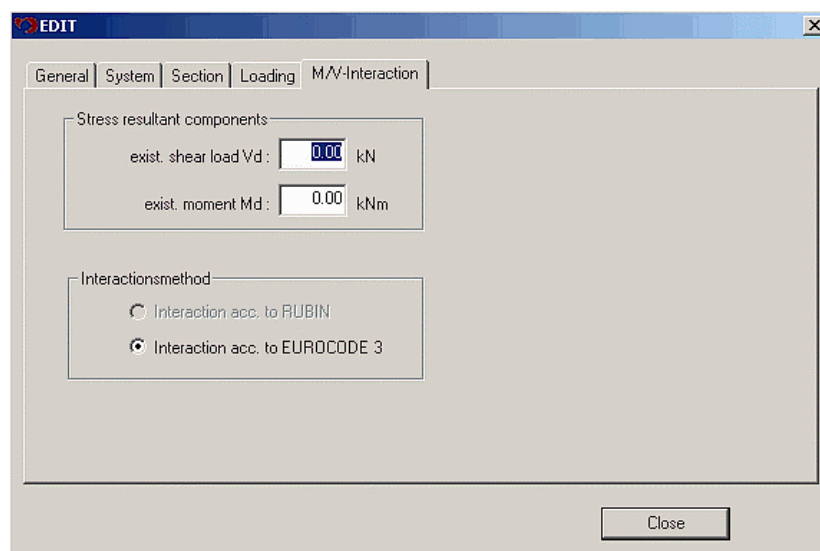 EDIT
General System Section Loading M/V-Interaction
Stress resultant components
exist. shear load Vd : 0.00 kN
exist. moment Md : 0.00 kNm
Interactionsmethod
Interaction acc. to RUBIN
Interaction acc. to EUROCODE 3
Close